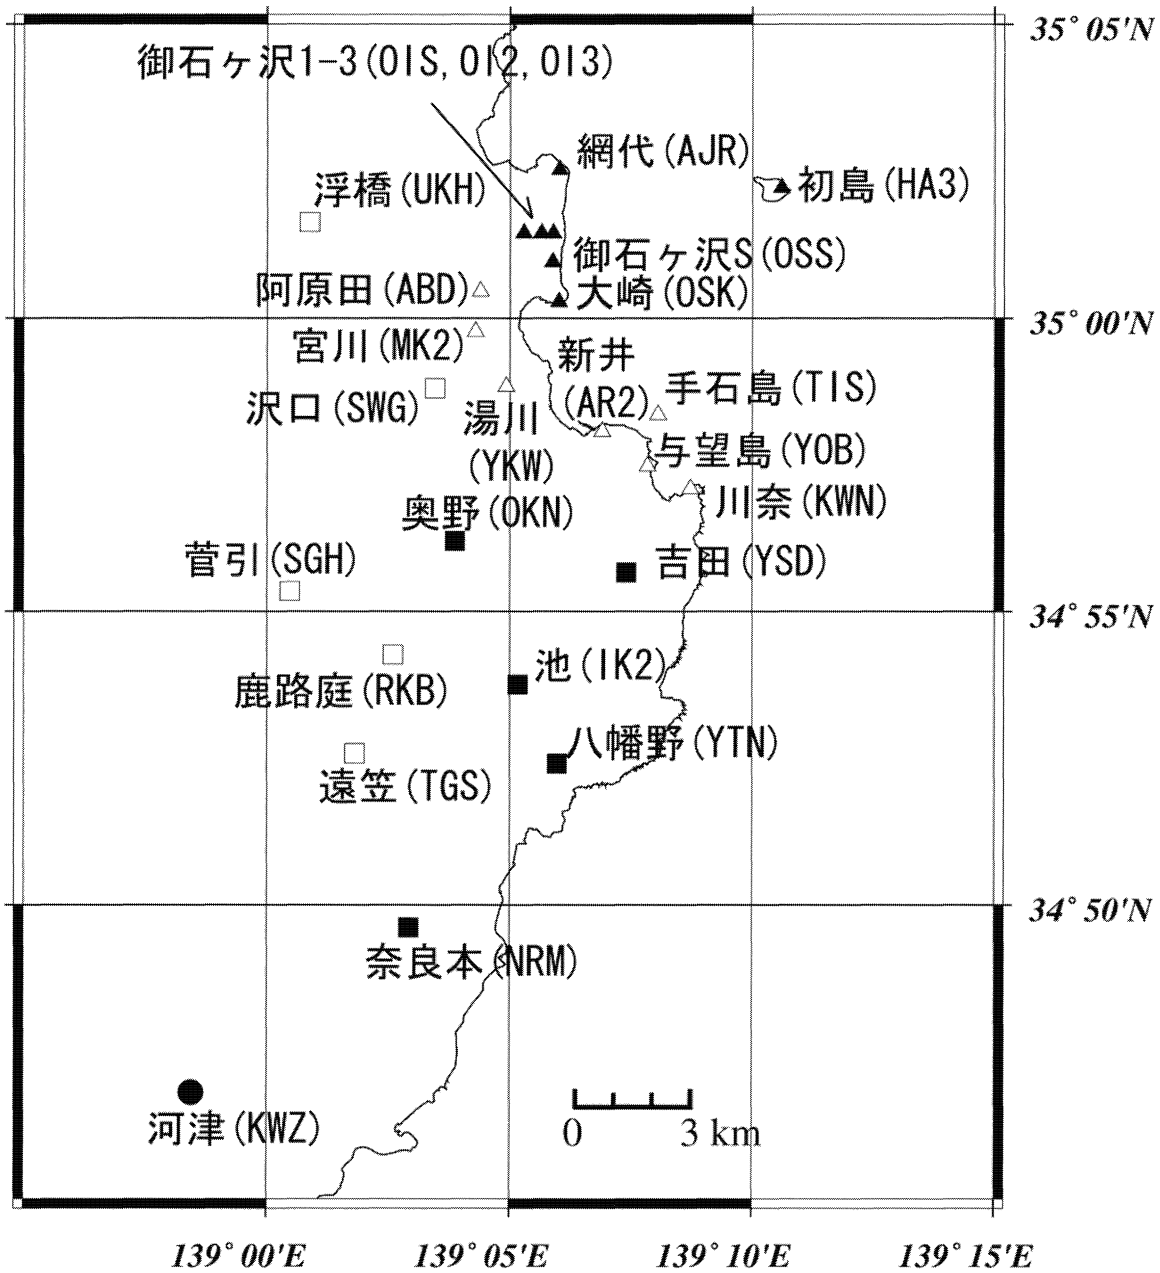 35°05'N
御石ヶ沢1-3(OIS,OI2,OI3)
網代(AJR)
浮橋(UKH)
初島(HA3)
御石ヶ沢S(OSS)
阿原田(ABD)
大崎(OSK)
35°00'N
宮川(MK2)
新井
(AR2)
手石島(TIS)
沢口(SWG)
湯川
(YKW)
与望島(YOB)
川奈(KWN)
奥野(OKN)
菅引(SGH)
吉田(YSD)
34°55'N
池(IK2)
鹿路庭(RKB)
八幡野(YTN)
遠笠(TGS)
34°50'N
奈良本(NRM)
河津(KWZ)
0 3 km
139°00'E 139°05'E 139°10'E 139°15'E